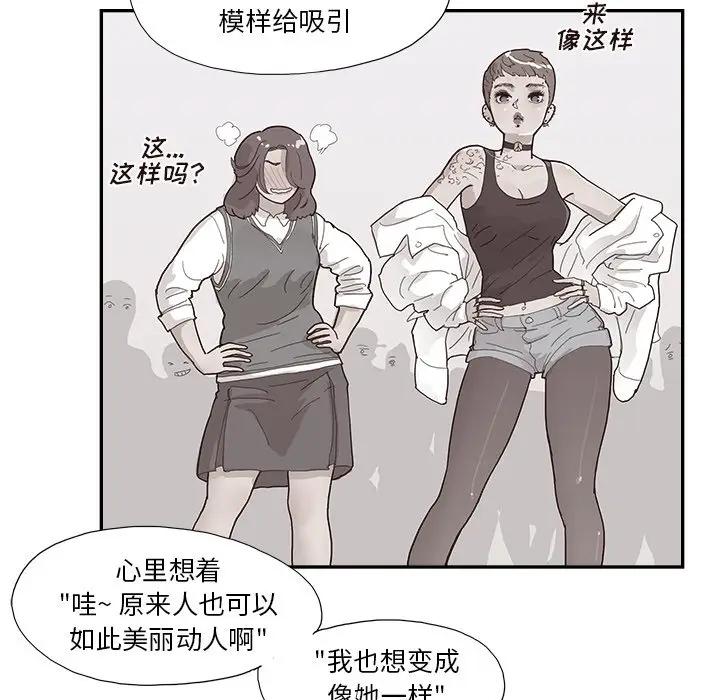 模样给吸引
来
像这样
这...
这样吗?
心里想着
"哇~ 原来人也可以
如此美丽动人啊"
"我也想变成
像她一样"